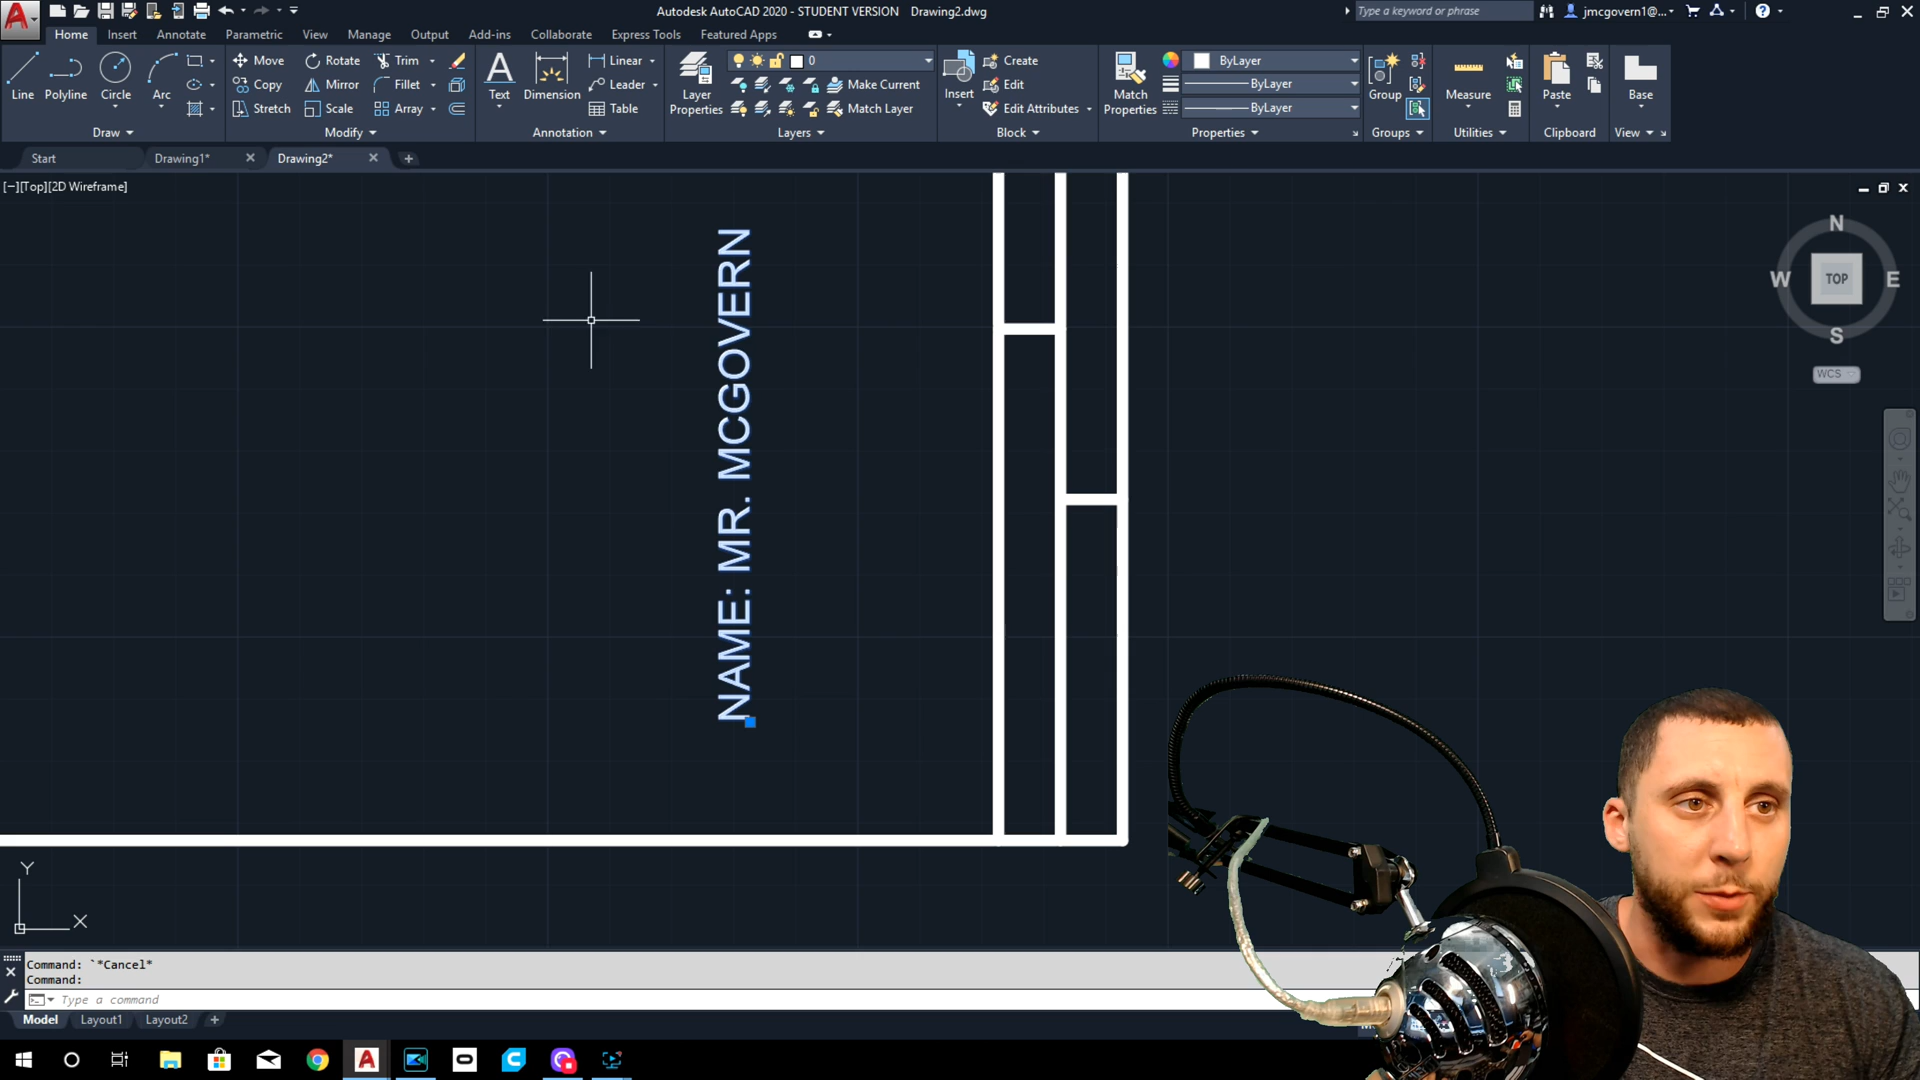 Autodesk AutoCAD 2020 - STUDENT VERSION Drawing2.dwg
Type a keyword or phrase
jmcgovern1@...
Home Insert Annotate Parametric View Manage Output Add-ins Collaborate Express Tools Featured Apps
Line Polyline Circle Arc
Move Rotate Trim
Copy Mirror Fillet
Stretch Scale Array
Text Dimension
Linear
Leader
Table
Layer Properties
0
Make Current
Match Layer
Insert
Create
Edit
Edit Attributes
Match Properties
ByLayer
ByLayer
ByLayer
Group Measure Paste Base
Draw Modify Annotation Layers Block Properties Groups Utilities Clipboard View
Start Drawing1* Drawing2*
[−][Top][2D Wireframe]
NAME: MR. MCGOVERN
N
W TOP E
S
WCS
Y
X
Command: `*Cancel*
Command:
Type a command
Model Layout1 Layout2